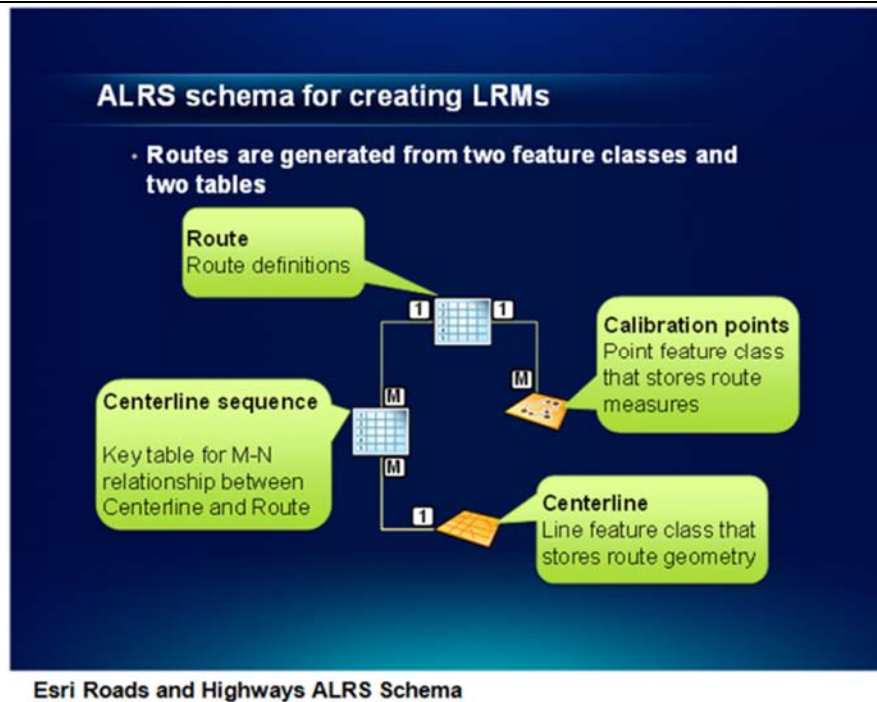 ALRS schema for creating LRMs
• Routes are generated from two feature classes and
two tables
Route
Route definitions
1
1
Calibration points
Point feature class
that stores route
measures
M
M
Centerline sequence
Key table for M-N
relationship between
Centerline and Route
M
1
Centerline
Line feature class that
stores route geometry
Esri Roads and Highways ALRS Schema